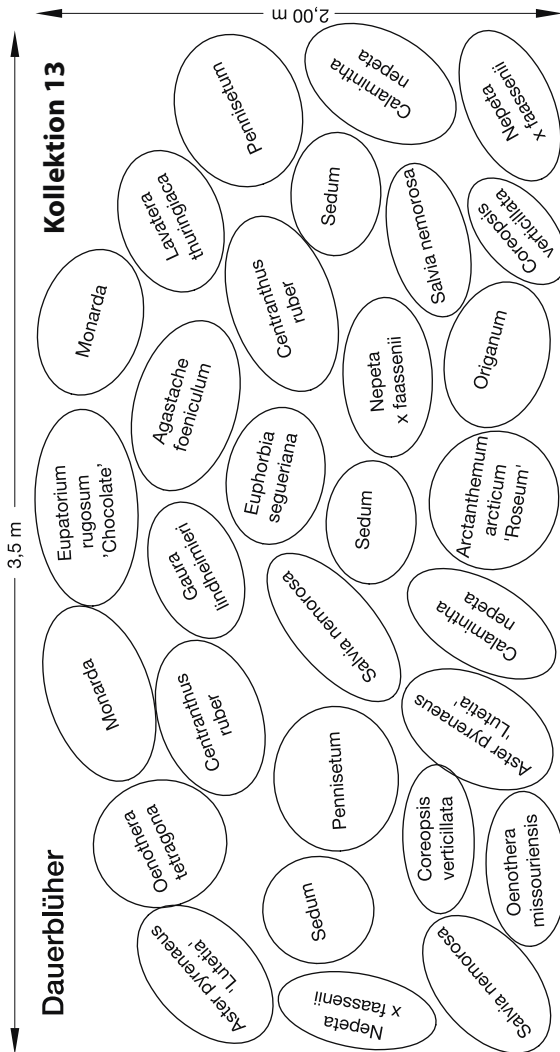 3,5 m
Dauerblüher
Kollektion 13
2,00 m
Monarda
Eupatorium
rugosum
'Chocolate'
Monarda
Oenothera
tetragona
Centranthus
ruber
Gaura
lindheimieri
Agastache
foeniculum
Lavatera
thuringiaca
Pennisetum
Aster pyrenaeus
'Lutetia'
Sedum
Pennisetum
Salvia nemorosa
Euphorbia
segueriana
Centranthus
ruber
Sedum
Calamintha
nepeta
Nepeta
x faassenii
Sedum
Nepeta
x faassenii
Salvia nemorosa
Coreopsis
verticillata
Aster pyrenaeus
'Lutetia'
Calamintha
nepeta
Arctanthemum
arcticum
'Roseum'
Origanum
Coreopsis
verticillata
Nepeta
x faassenii
Salvia nemorosa
Oenothera
missouriensis